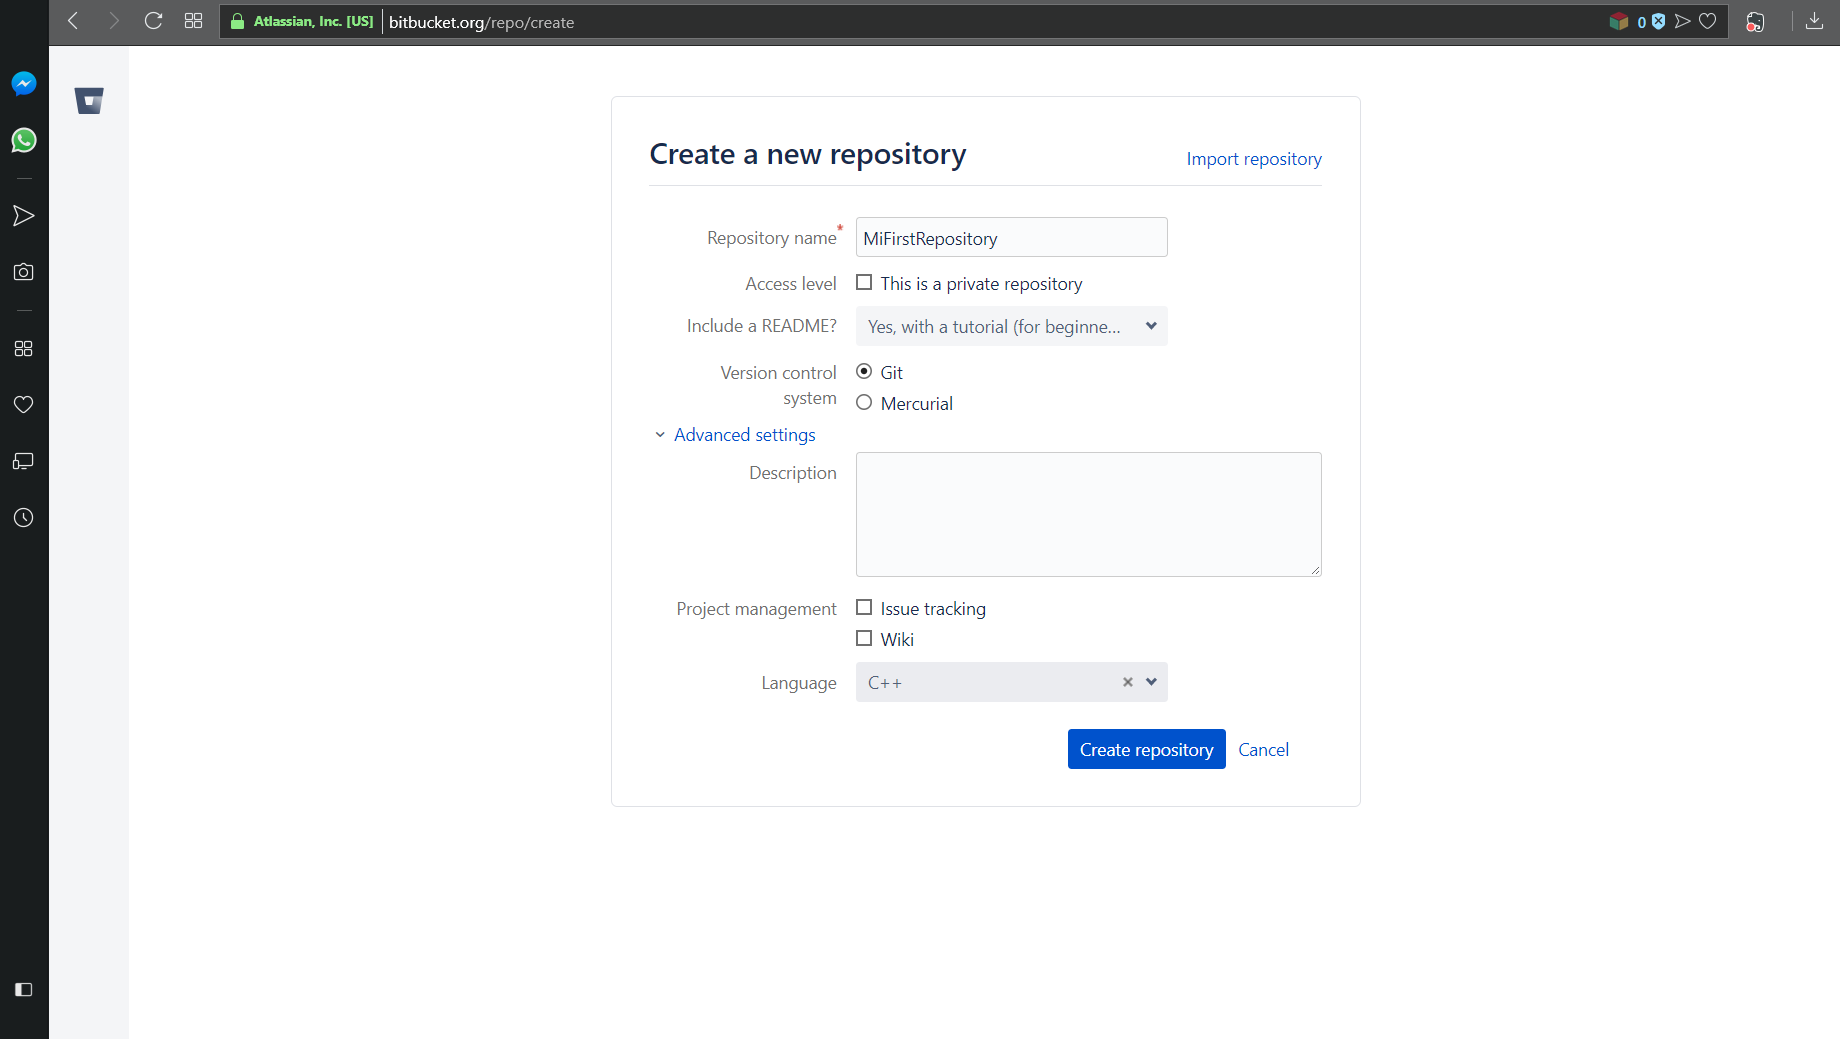 Atlassian, Inc. [US] bitbucket.org/repo/create 0
Create a new repository
Import repository
Repository name*
MiFirstRepository
Access level
This is a private repository
Include a README?
Yes, with a tutorial (for beginne...
Version control
system
Git
Mercurial
Advanced settings
Description
Project management
Issue tracking
Wiki
Language
C++
Create repository
Cancel